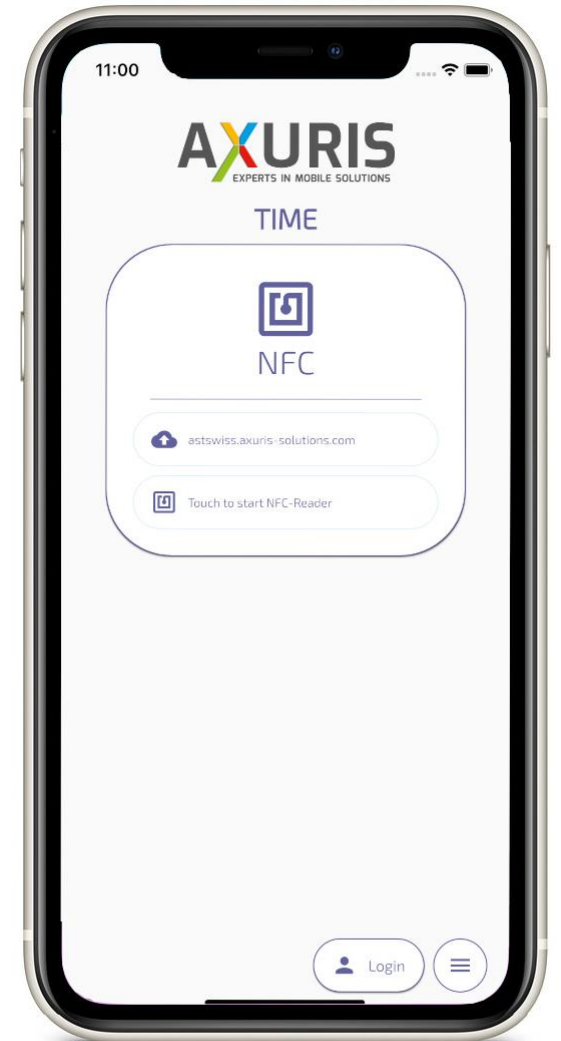 11:00
AXURIS
EXPERTS IN MOBILE SOLUTIONS
TIME
NFC
astswiss.axuris-solutions.com
Touch to start NFC-Reader
Login